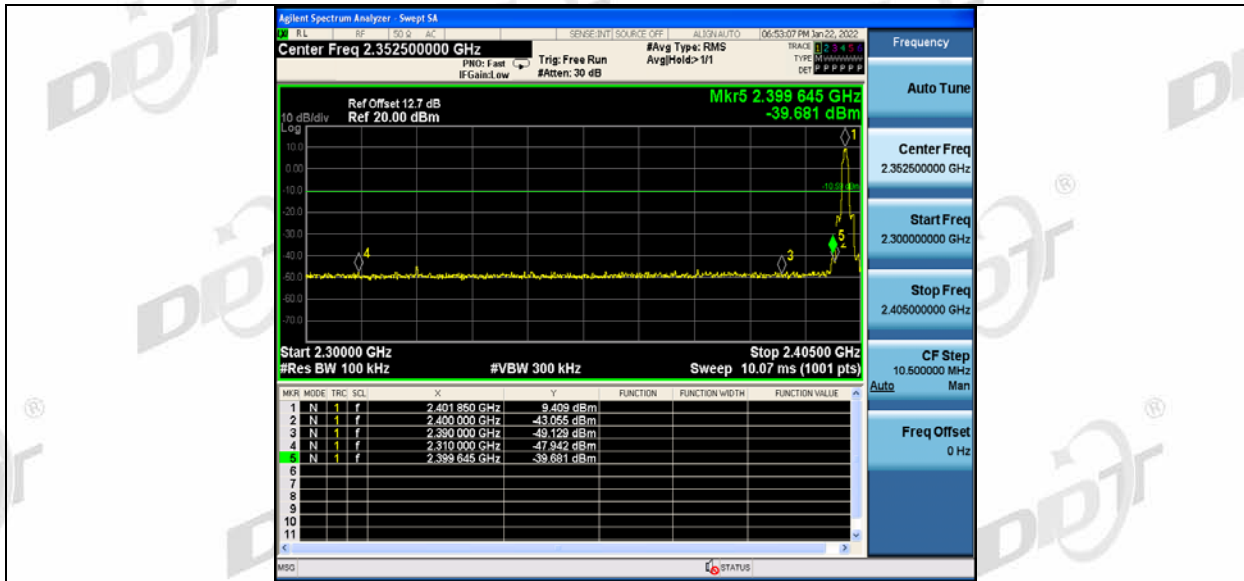 Agilent Spectrum Analyzer - Swept SA
RL RF 50 Ω AC SENSE:INT SOURCE OFF ALIGN AUTO 06:53:07 PM Jan 22, 2022
Center Freq 2.352500000 GHz
PNO: Fast
IFGain:Low
Trig: Free Run
#Atten: 30 dB
#Avg Type: RMS
Avg|Hold:> 1/1
TRACE 1 2 3 4 5 6
TYPE M W W W W W
DET P P P P P P
Ref Offset 12.7 dB
10 dB/div Ref 20.00 dBm
Log
Mkr5 2.399 645 GHz
-39.681 dBm
10.0
0.00
-10.0
-20.0
-30.0
-40.0
-50.0
-60.0
-70.0
1
5
2
3
4
Start 2.30000 GHz Stop 2.40500 GHz
#Res BW 100 kHz #VBW 300 kHz Sweep 10.07 ms (1001 pts)
MKR MODE TRC SCL X Y FUNCTION FUNCTION WIDTH FUNCTION VALUE
1 N 1 f 2.401 850 GHz 9.409 dBm
2 N 1 f 2.400 000 GHz -43.055 dBm
3 N 1 f 2.390 000 GHz -49.129 dBm
4 N 1 f 2.310 000 GHz -47.942 dBm
5 N 1 f 2.399 645 GHz -39.681 dBm
6
7
8
9
10
11
MSG STATUS
Frequency
Auto Tune
Center Freq
2.352500000 GHz
Start Freq
2.300000000 GHz
Stop Freq
2.405000000 GHz
CF Step
10.500000 MHz
Auto Man
Freq Offset
0 Hz